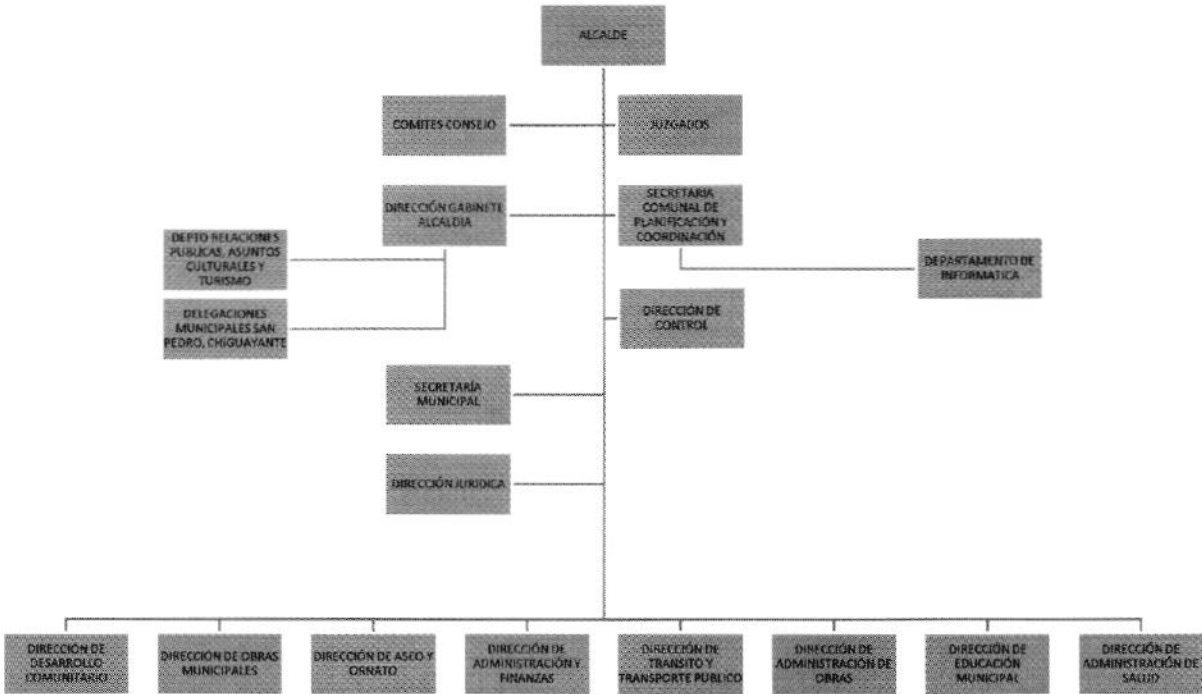 ALCALDE
COMITES CONSEJO
JUZGADOS
DIRECCIÓN GABINETE
ALCALDIA
SECRETARIA
COMUNAL DE
PLANIFICACIÓN Y
COORDINACIÓN
DEPTO RELACIONES
PUBLICAS, ASUNTOS
CULTURALES Y
TURISMO
DEPARTAMENTO DE
INFORMATICA
DELEGACIONES
MUNICIPALES SAN
PEDRO, CHIGUAYANTE
DIRECCIÓN DE
CONTROL
SECRETARÍA
MUNICIPAL
DIRECCIÓN JURIDICA
DIRECCIÓN DE
DESARROLLO
COMUNITARIO
DIRECCIÓN DE OBRAS
MUNICIPALES
DIRECCIÓN DE ASEO Y
ORNATO
DIRECCIÓN DE
ADMINISTRACIÓN Y
FINANZAS
DIRECCIÓN DE
TRANSITO Y
TRANSPORTE PUBLICO
DIRECCIÓN DE
ADMINISTRACIÓN DE
OBRAS
DIRECCIÓN DE
EDUCACIÓN
MUNICIPAL
DIRECCIÓN DE
ADMINISTRACIÓN DE
SALUD